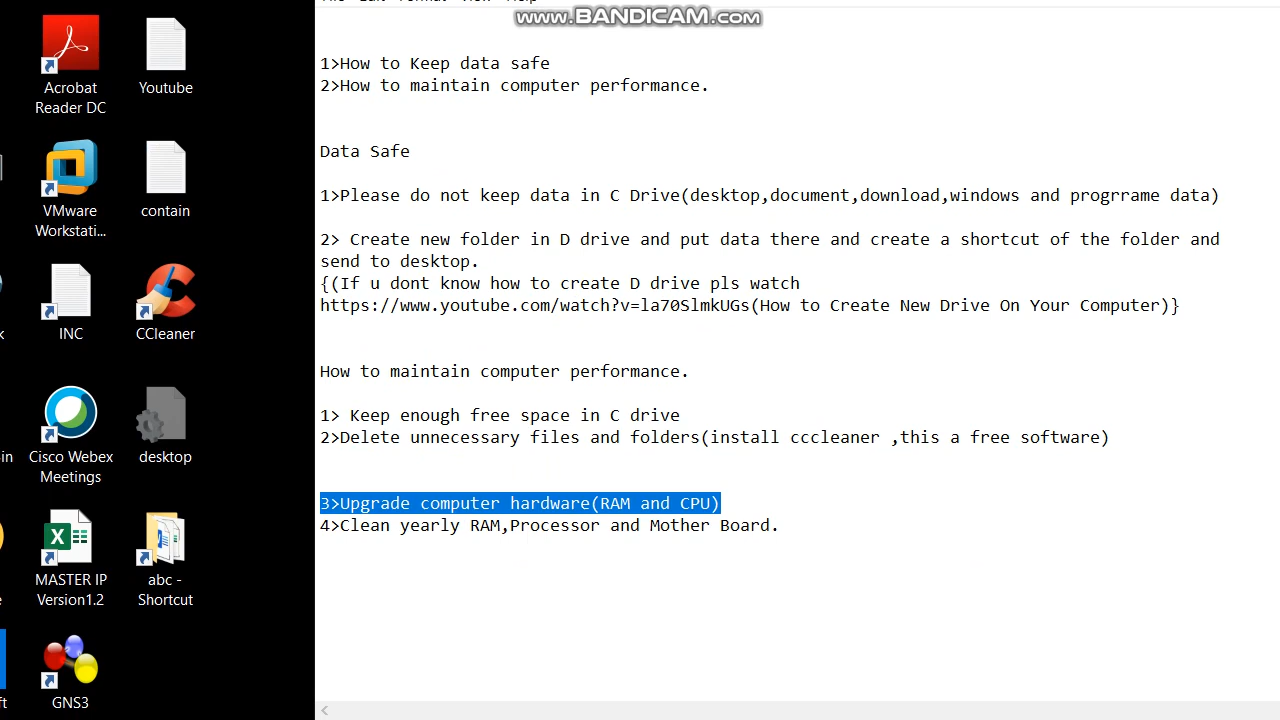 www.BANDICAM.com
1>How to Keep data safe
2>How to maintain computer performance.
Data Safe
1>Please do not keep data in C Drive(desktop,document,download,windows and progrrame data)
2> Create new folder in D drive and put data there and create a shortcut of the folder and
send to desktop.
{(If u dont know how to create D drive pls watch
https://www.youtube.com/watch?v=la70SlmkUGs(How to Create New Drive On Your Computer)}
How to maintain computer performance.
1> Keep enough free space in C drive
2>Delete unnecessary files and folders(install cccleaner ,this a free software)
3>Upgrade computer hardware(RAM and CPU)
4>Clean yearly RAM,Processor and Mother Board.
Acrobat
Reader DC
Youtube
VMware
Workstati...
contain
INC
CCleaner
Cisco Webex
Meetings
desktop
MASTER IP
Version1.2
abc -
Shortcut
GNS3